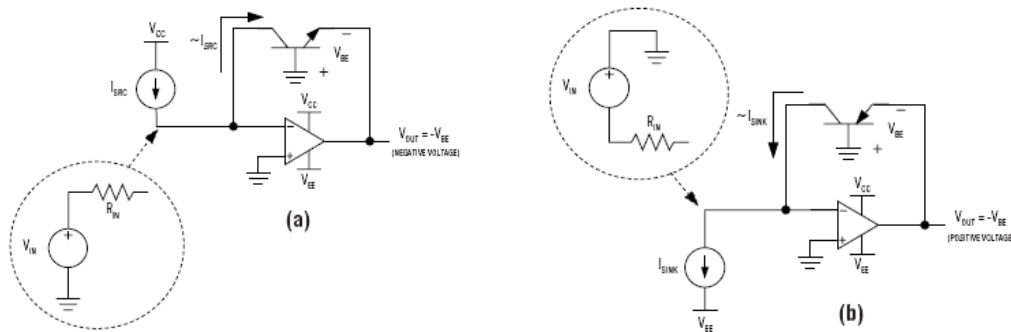 ~I_SRC
V_CC
I_SRC
V_BE
−
+
V_CC
−
+
V_EE
V_OUT = -V_BE
(NEGATIVE VOLTAGE)
R_IN
+
V_IN
(a)
+
V_IN
R_IN
~I_SINK
−
V_BE
+
V_CC
−
+
V_EE
V_OUT = -V_BE
(POSITIVE VOLTAGE)
I_SINK
V_EE
(b)